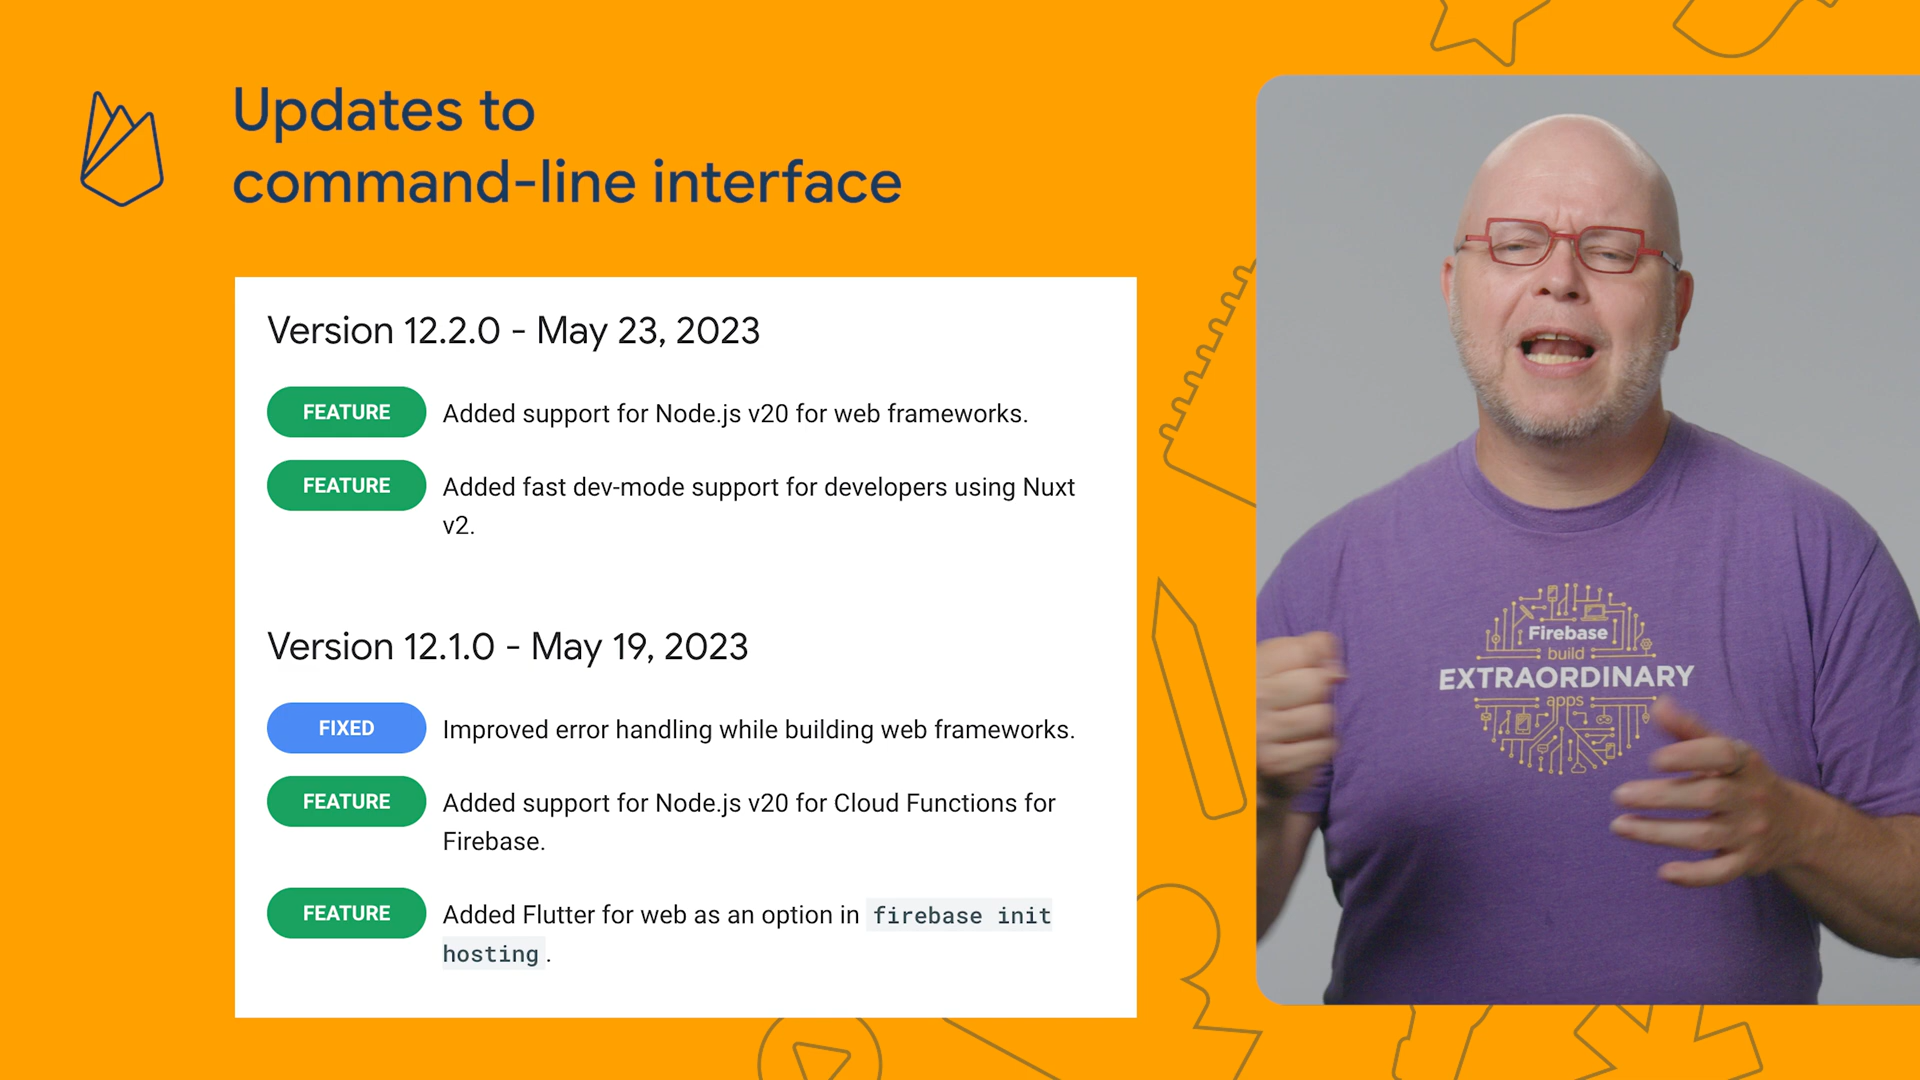 Updates to
command-line interface
Version 12.2.0 - May 23, 2023
FEATURE Added support for Node.js v20 for web frameworks.
FEATURE Added fast dev-mode support for developers using Nuxt
v2.
Version 12.1.0 - May 19, 2023
FIXED Improved error handling while building web frameworks.
FEATURE Added support for Node.js v20 for Cloud Functions for
Firebase.
FEATURE Added Flutter for web as an option in firebase init
hosting.
Firebase
build
EXTRAORDINARY
apps